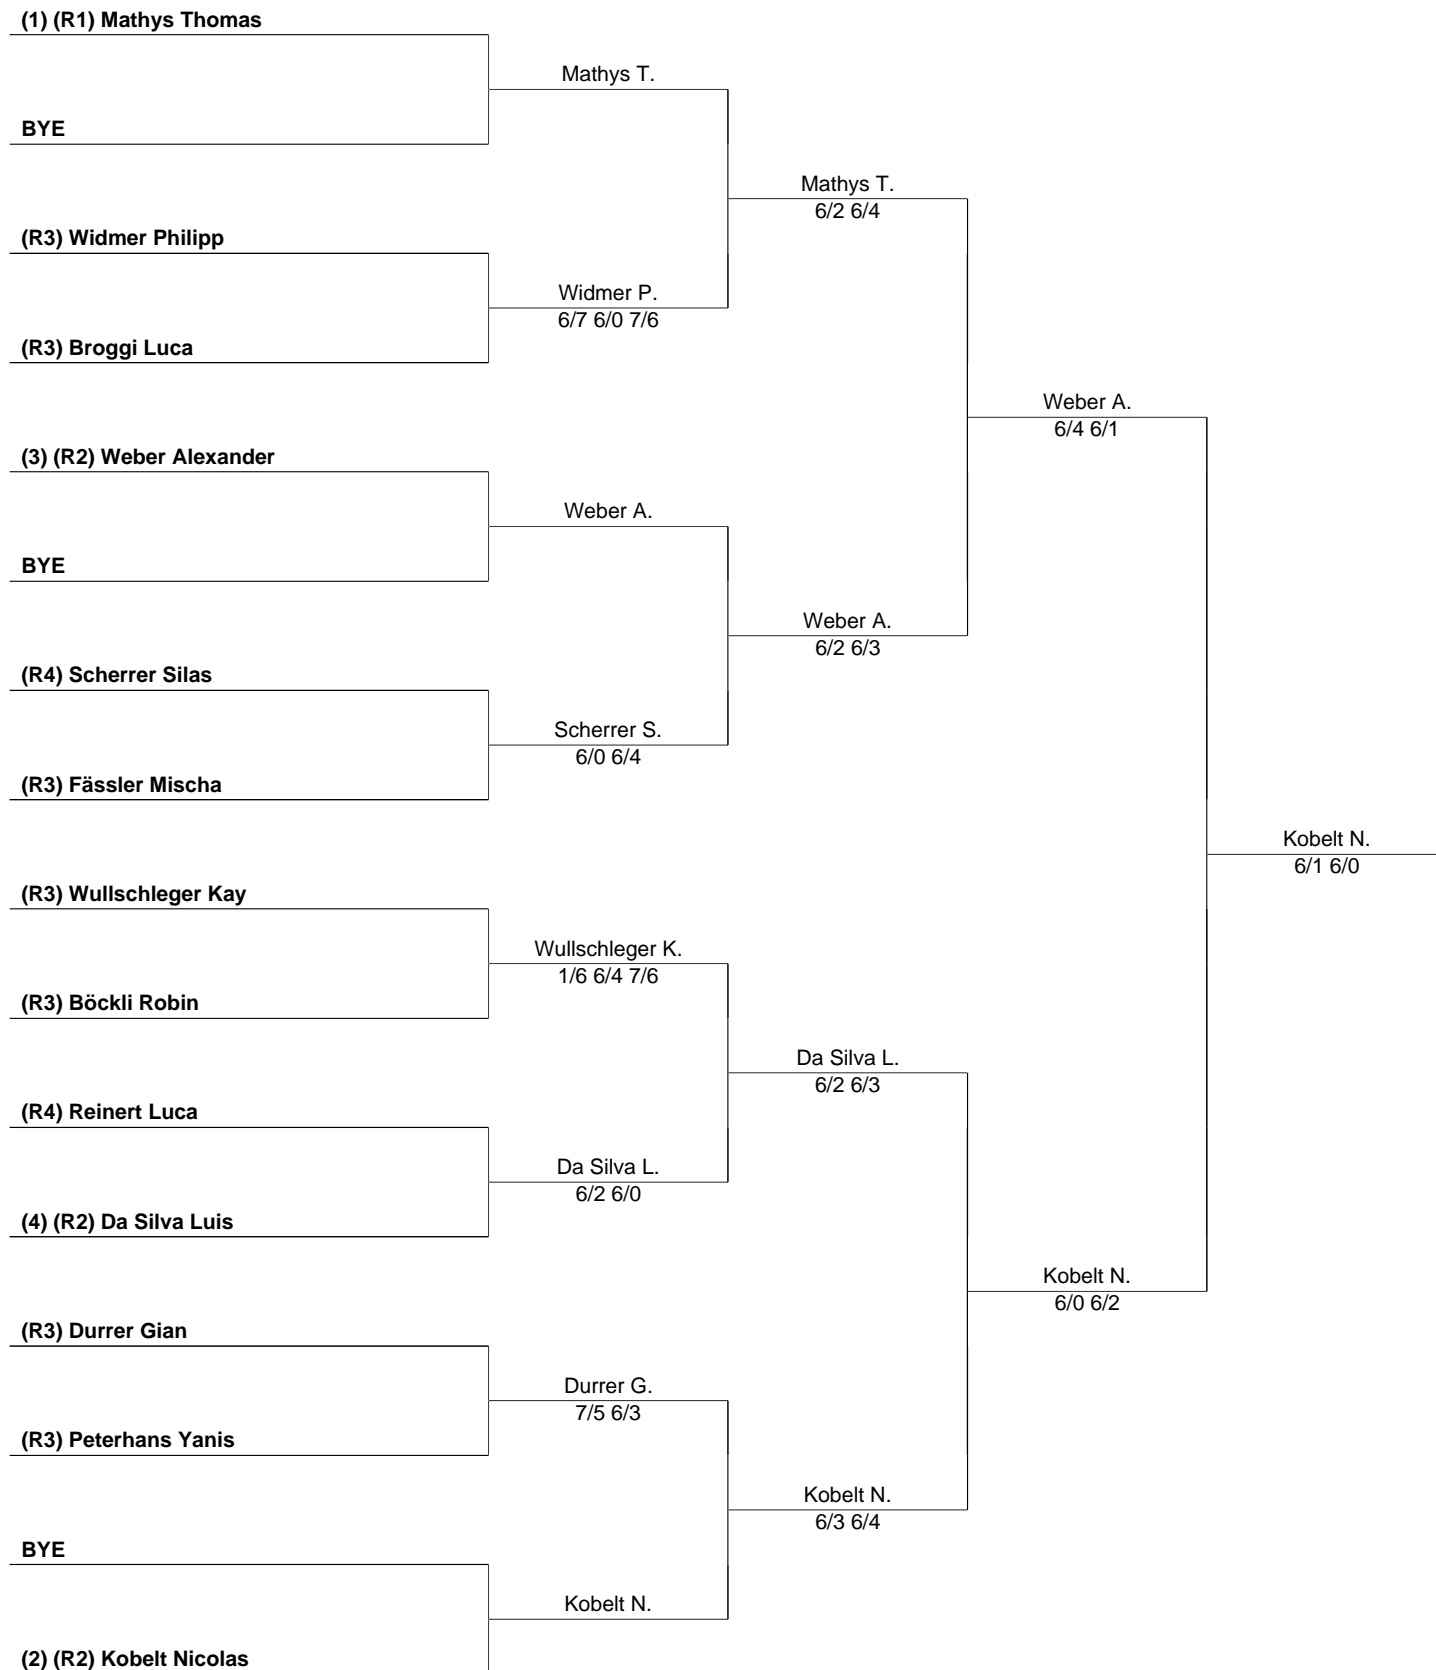 (1) (R1) Mathys Thomas
Mathys T.
BYE
Mathys T.
6/2 6/4
(R3) Widmer Philipp
Widmer P.
6/7 6/0 7/6
(R3) Broggi Luca
Weber A.
6/4 6/1
(3) (R2) Weber Alexander
Weber A.
BYE
Weber A.
6/2 6/3
(R4) Scherrer Silas
Scherrer S.
6/0 6/4
(R3) Fässler Mischa
Kobelt N.
6/1 6/0
(R3) Wullschleger Kay
Wullschleger K.
1/6 6/4 7/6
(R3) Böckli Robin
Da Silva L.
6/2 6/3
(R4) Reinert Luca
Da Silva L.
6/2 6/0
(4) (R2) Da Silva Luis
Kobelt N.
6/0 6/2
(R3) Durrer Gian
Durrer G.
7/5 6/3
(R3) Peterhans Yanis
Kobelt N.
6/3 6/4
BYE
Kobelt N.
(2) (R2) Kobelt Nicolas